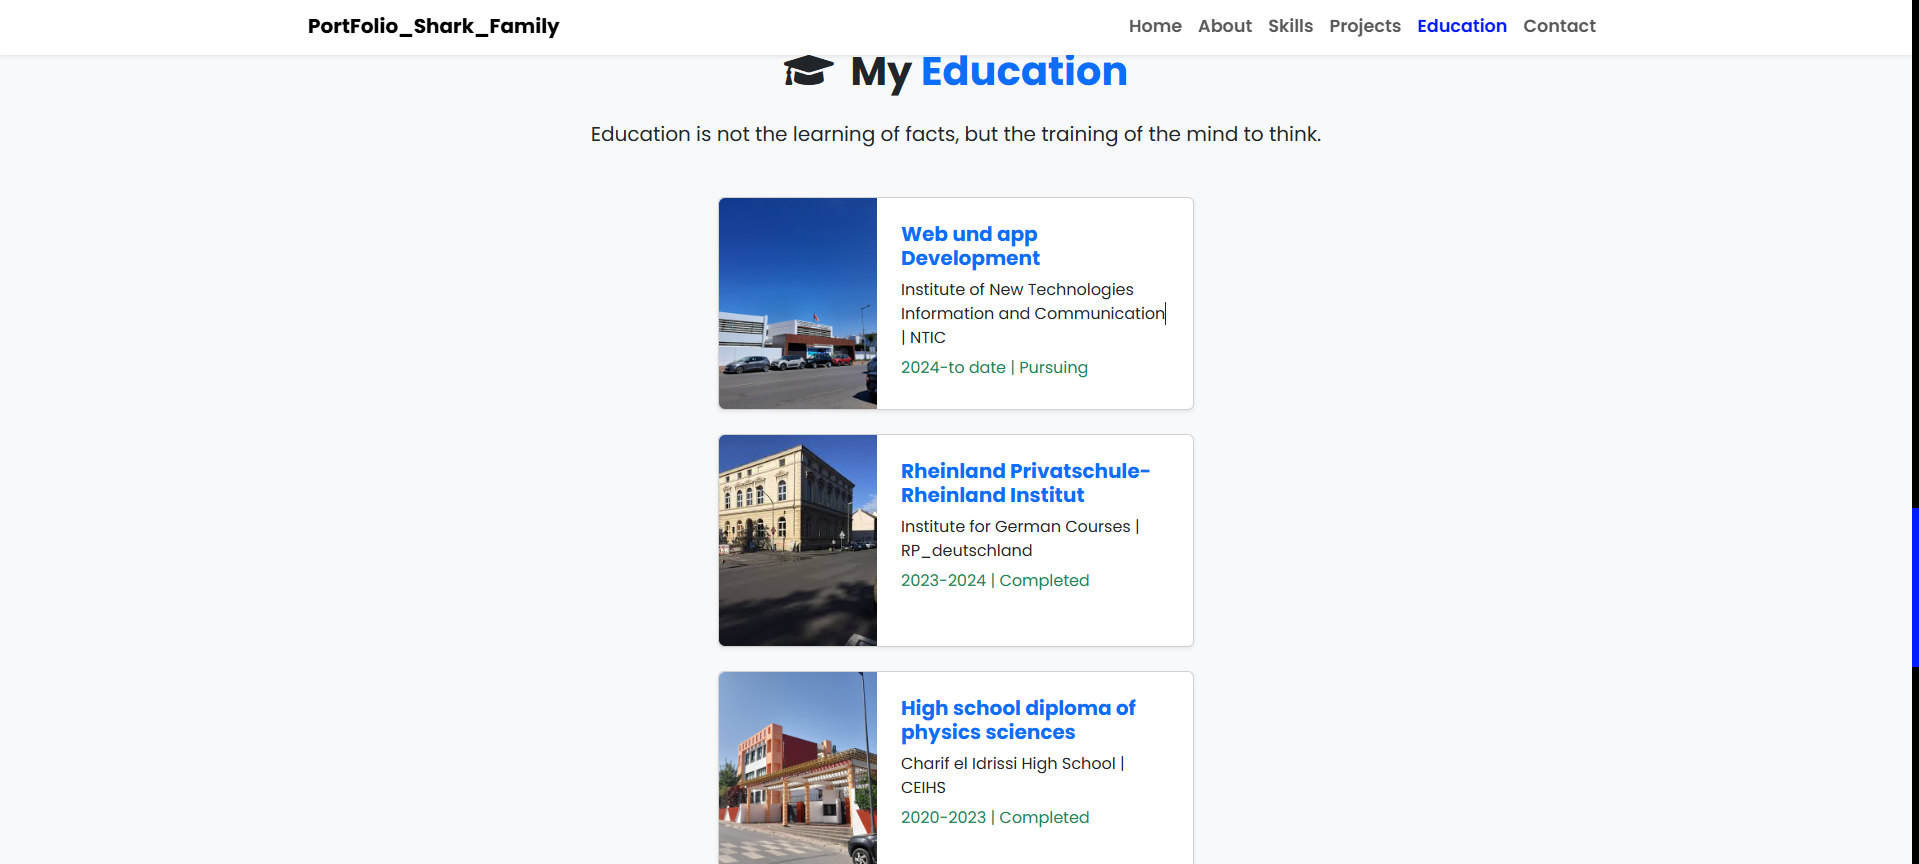 PortFolio_Shark_Family
Home About Skills Projects Education Contact
My Education
Education is not the learning of facts, but the training of the mind to think.
Web und app
Development
Institute of New Technologies
Information and Communication
| NTIC
2024-to date | Pursuing
Rheinland Privatschule-
Rheinland Institut
Institute for German Courses |
RP_deutschland
2023-2024 | Completed
High school diploma of
physics sciences
Charif el Idrissi High School |
CEIHS
2020-2023 | Completed